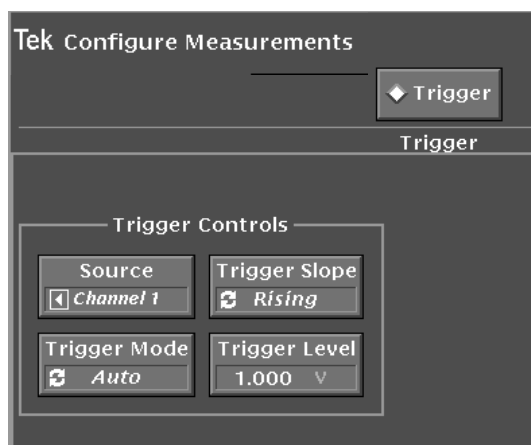 Tek Configure Measurements
Trigger
Trigger
Trigger Controls
Source
Channel 1
Trigger Slope
Rising
Trigger Mode
Auto
Trigger Level
1.000 V